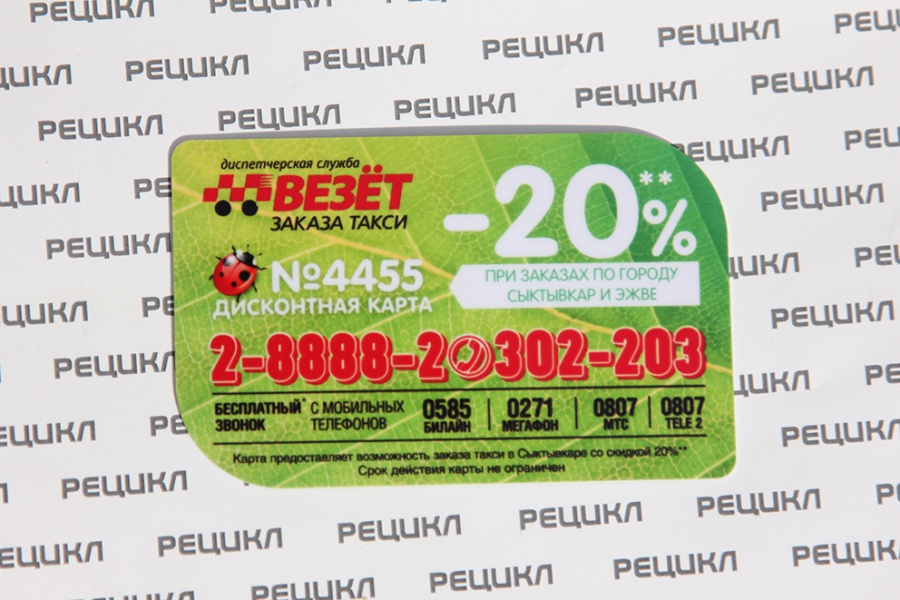 диспетчерская служба
ВЕЗЁТ
ЗАКАЗА ТАКСИ
-20%**
№4455
ДИСКОНТНАЯ КАРТА
ПРИ ЗАКАЗАХ ПО ГОРОДУ
СЫКТЫВКАР И ЭЖВЕ
2-8888-2 302-203
БЕСПЛАТНЫЙ* С МОБИЛЬНЫХ 0585 | 0271 | 0807 | 0807
ЗВОНОК ТЕЛЕФОНОВ БИЛАЙН МЕГАФОН МТС TELE 2
Карта предоставляет возможность заказа такси в Сыктывкаре со скидкой 20%**
Срок действия карты не ограничен
РЕЦИКЛ